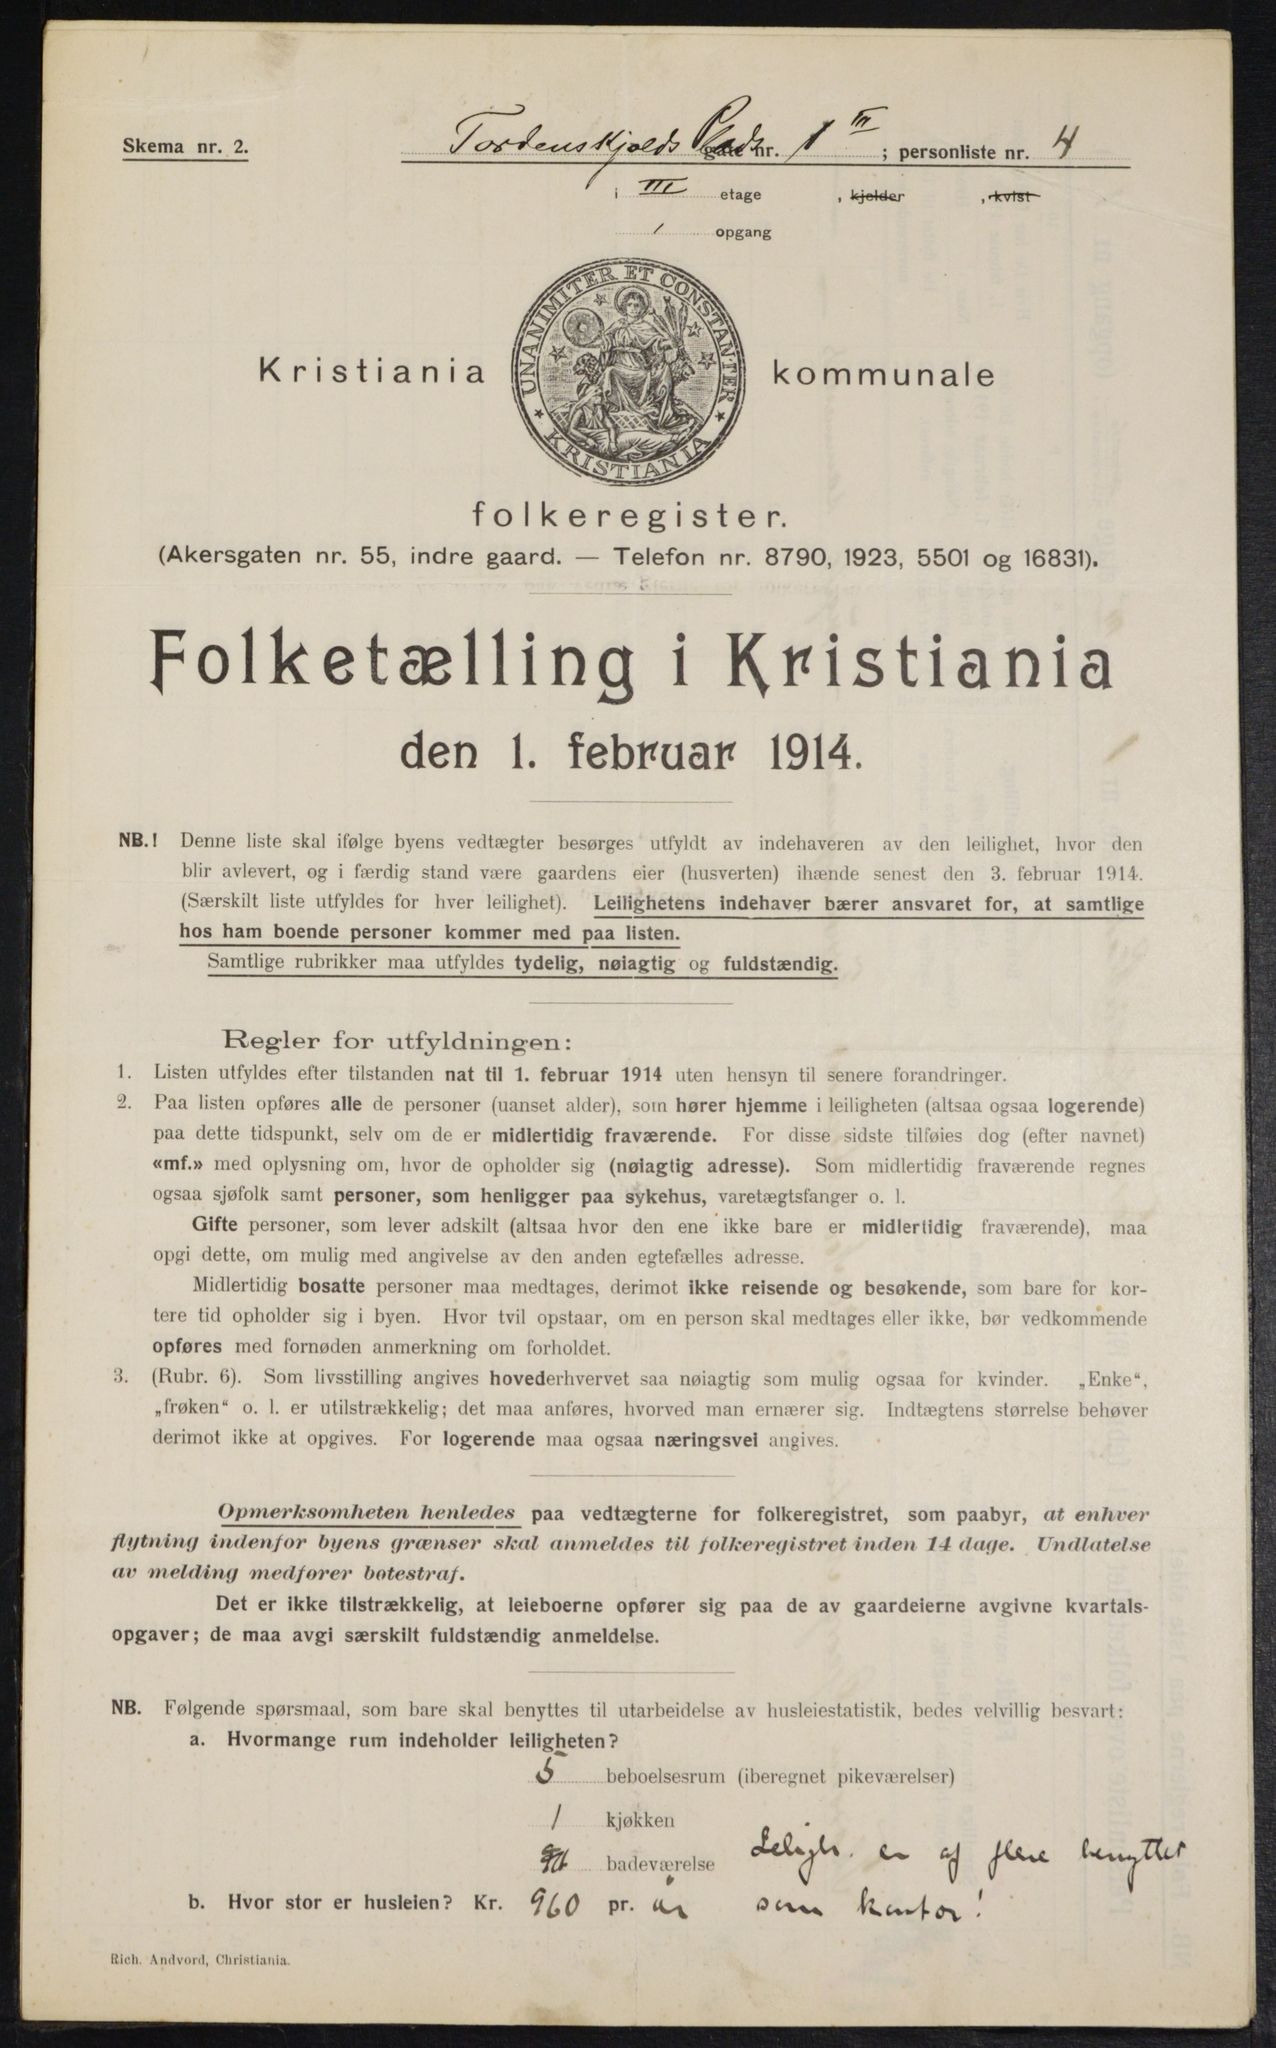 Skema nr. 2.
Tordenskjolds Plads gate nr. 1 III ; personliste nr. 4
i III etage , kjelder , kvist
1 opgang
UNANIMITER ET CONSTANTER
KRISTIANIA
Kristiania kommunale
folkeregister.
(Akersgaten nr. 55, indre gaard. — Telefon nr. 8790, 1923, 5501 og 16831).
Folketælling i Kristiania
den 1. februar 1914.
NB.! Denne liste skal ifølge byens vedtægter besørges utfyldt av indehaveren av den leilighet, hvor den
blir avlevert, og i færdig stand være gaardens eier (husverten) ihænde senest den 3. februar 1914.
(Særskilt liste utfyldes for hver leilighet). Leilighetens indehaver bærer ansvaret for, at samtlige
hos ham boende personer kommer med paa listen.
Samtlige rubrikker maa utfyldes tydelig, nøiagtig og fuldstændig.
Regler for utfyldningen:
1. Listen utfyldes efter tilstanden nat til 1. februar 1914 uten hensyn til senere forandringer.
2. Paa listen opføres alle de personer (uanset alder), som hører hjemme i leiligheten (altsaa ogsaa logerende)
paa dette tidspunkt, selv om de er midlertidig fraværende. For disse sidste tilføies dog (efter navnet)
«mf.» med oplysning om, hvor de opholder sig (nøiagtig adresse). Som midlertidig fraværende regnes
ogsaa sjøfolk samt personer, som henligger paa sykehus, varetægtsfanger o. l.
Gifte personer, som lever adskilt (altsaa hvor den ene ikke bare er midlertidig fraværende), maa
opgi dette, om mulig med angivelse av den anden egtefælles adresse.
Midlertidig bosatte personer maa medtages, derimot ikke reisende og besøkende, som bare for kor-
tere tid opholder sig i byen. Hvor tvil opstaar, om en person skal medtages eller ikke, bør vedkommende
opføres med fornøden anmerkning om forholdet.
3. (Rubr. 6). Som livsstilling angives hovederhvervet saa nøiagtig som mulig ogsaa for kvinder. „Enke“,
„frøken“ o. l. er utilstrækkelig; det maa anføres, hvorved man ernærer sig. Indtægtens størrelse behøver
derimot ikke at opgives. For logerende maa ogsaa næringsvei angives.
Opmerksomheten henledes paa vedtægterne for folkeregistret, som paabyr, at enhver
flytning indenfor byens grænser skal anmeldes til folkeregistret inden 14 dage. Undlatelse
av melding medfører bøtestraf.
Det er ikke tilstrækkelig, at leieboerne opfører sig paa de av gaardeierne avgivne kvartals-
opgaver; de maa avgi særskilt fuldstændig anmeldelse.
NB. Følgende spørsmaal, som bare skal benyttes til utarbeidelse av husleiestatistik, bedes velvillig besvart:
a. Hvormange rum indeholder leiligheten?
5 beboelsesrum (iberegnet pikeværelser)
1 kjøkken
badeværelse Leiligh. er af flere benyttet
b. Hvor stor er husleien? Kr. 960 pr. år som kontor!
Rich. Andvord, Christiania.